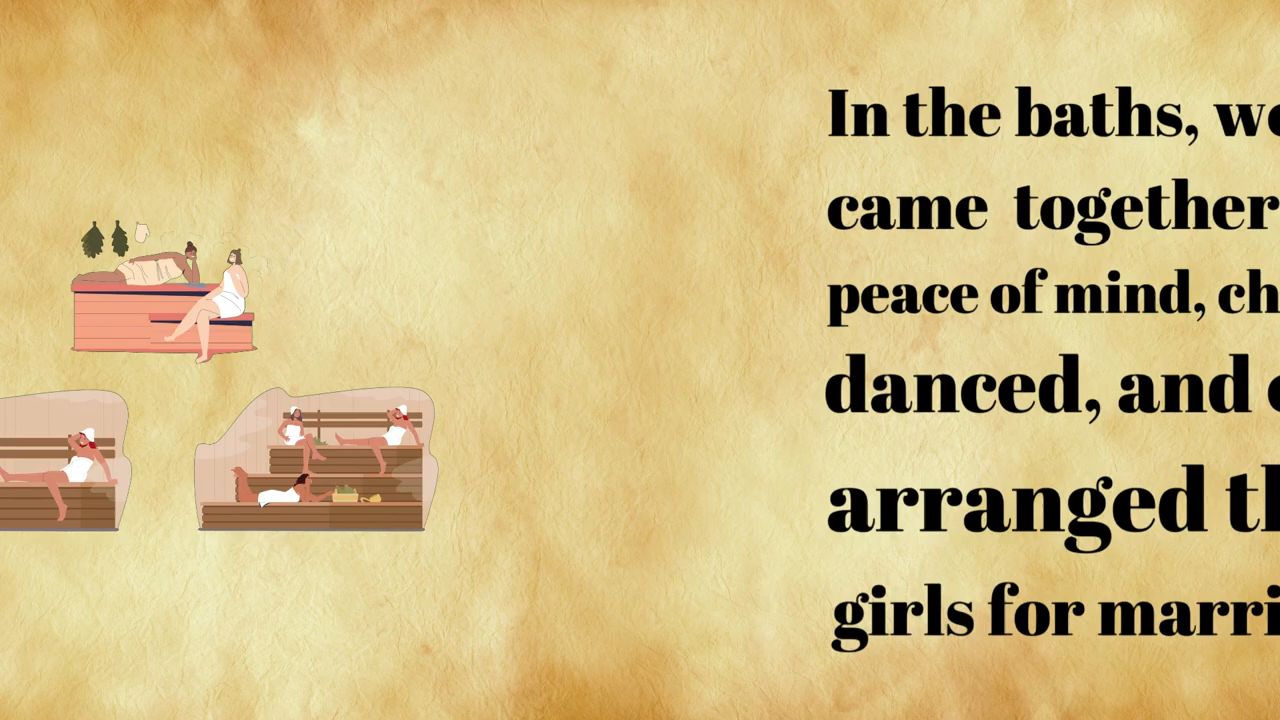 In the baths,
came together
peace of mind,
danced, and
arranged
girls for